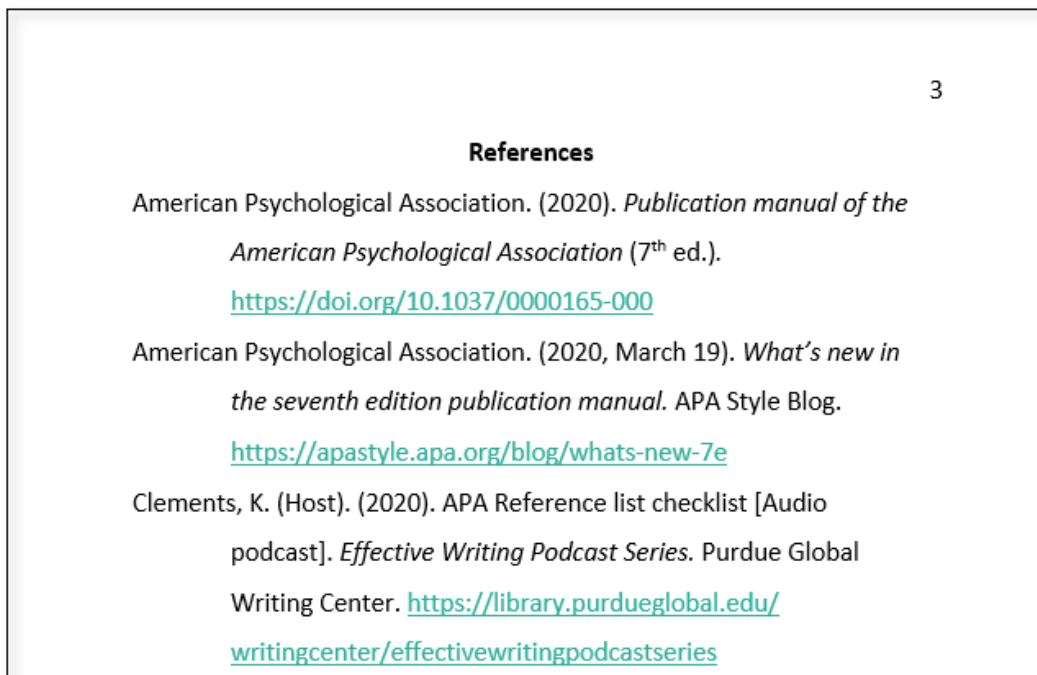 3
References
American Psychological Association. (2020). Publication manual of the
American Psychological Association (7th ed.).
https://doi.org/10.1037/0000165-000
American Psychological Association. (2020, March 19). What’s new in
the seventh edition publication manual. APA Style Blog.
https://apastyle.apa.org/blog/whats-new-7e
Clements, K. (Host). (2020). APA Reference list checklist [Audio
podcast]. Effective Writing Podcast Series. Purdue Global
Writing Center. https://library.purdueglobal.edu/
writingcenter/effectivewritingpodcastseries